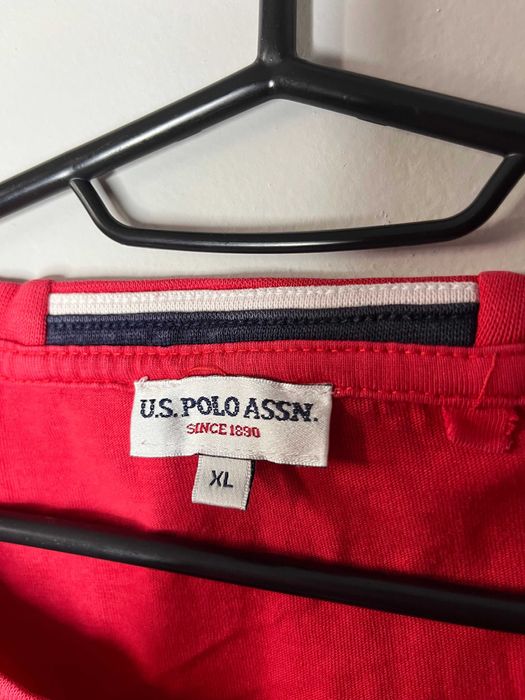 U.S. POLO ASSN.
SINCE 1890
XL